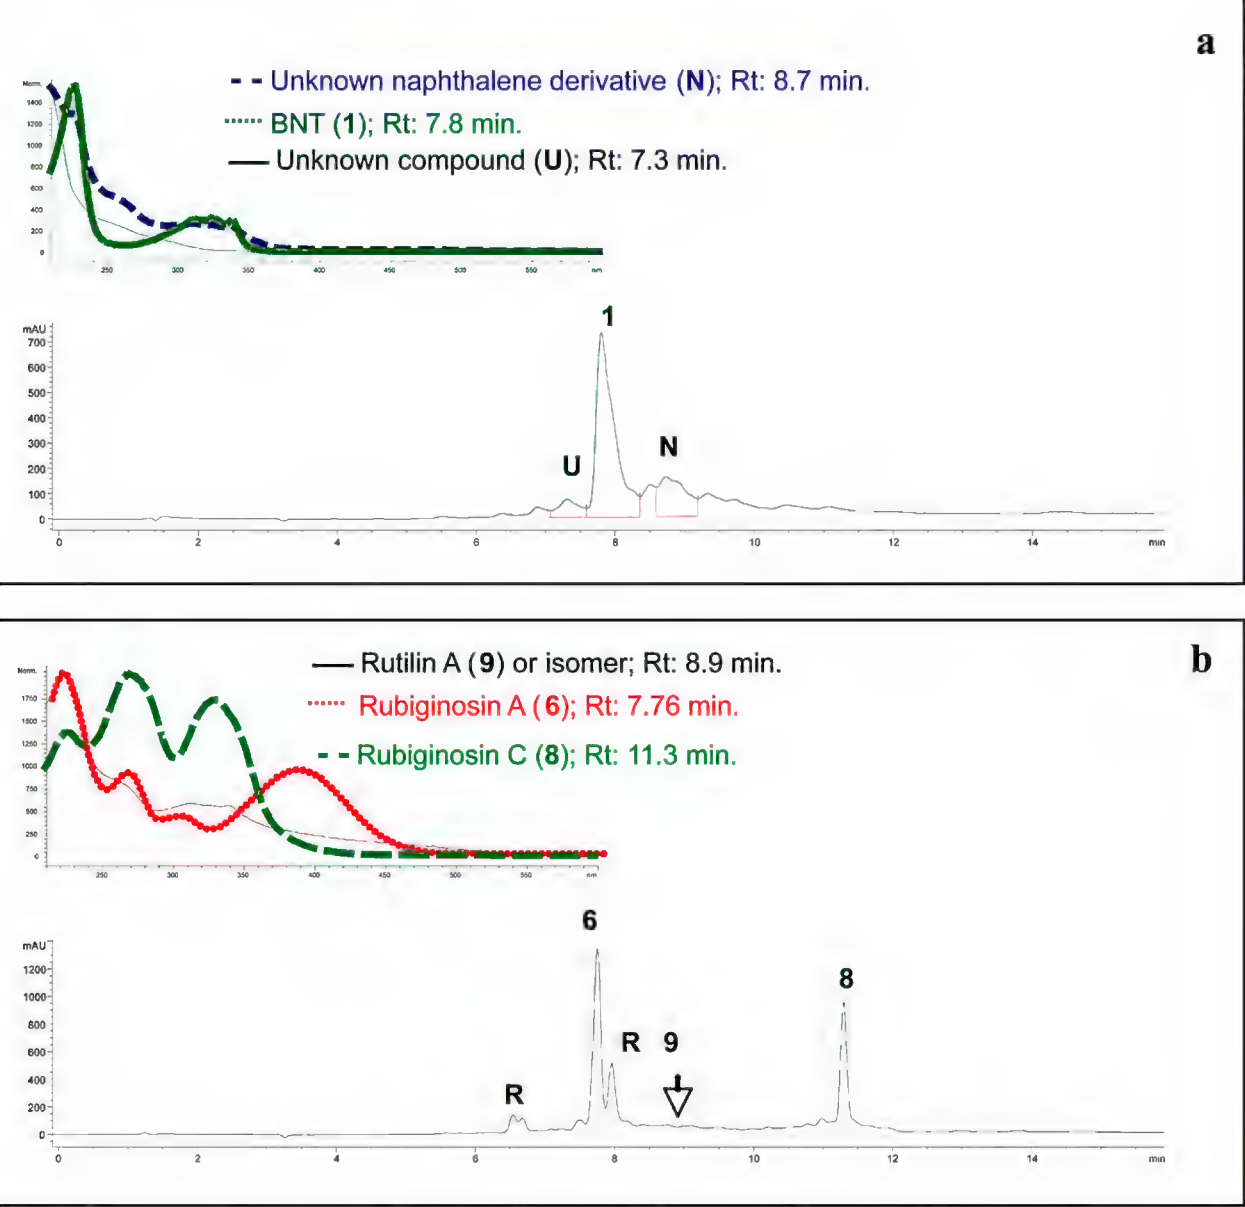 a
- - Unknown naphthalene derivative (N); Rt: 8.7 min.
BNT (1); Rt: 7.8 min.
Unknown compound (U); Rt: 7.3 min.
Norm.
1400
1200
1000
800
600
400
200
0
250 300 350 400 450 500 550 nm
1
mAU
700
600
500
400
300
200
100
0
U
N
0 2 4 6 8 10 12 14 min
b
Rutilin A (9) or isomer; Rt: 8.9 min.
Rubiginosin A (6); Rt: 7.76 min.
- - Rubiginosin C (8); Rt: 11.3 min.
Norm.
1750
1500
1250
1000
750
500
250
0
250 300 350 400 450 500 550 nm
6
mAU
1200
1000
800
600
400
200
0
8
R 9
R
0 2 4 6 8 10 12 14 min